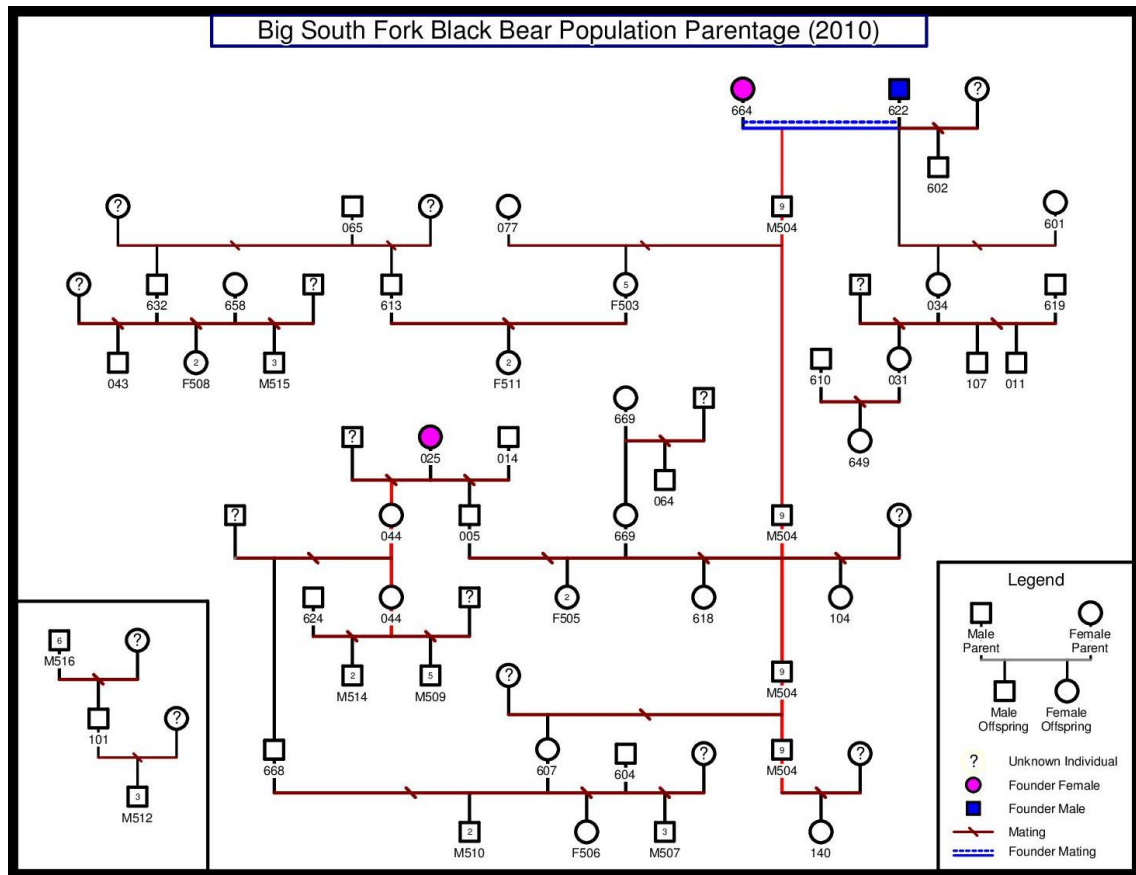 Big South Fork Black Bear Population Parentage (2010)
?
664
622
602
?
065
?
077
9
M504
601
?
632
658
?
613
5
F503
?
034
619
043
2
F508
3
M515
2
F511
610
031
107
011
649
669
?
064
?
025
014
?
044
005
669
9
M504
?
624
044
?
2
F505
618
104
2
M514
5
M509
?
9
M504
668
607
604
?
9
M504
?
2
M510
F506
3
M507
140
6
M516
?
101
?
3
M512
Legend
Male
Parent
Female
Parent
Male
Offspring
Female
Offspring
? Unknown Individual
Founder Female
Founder Male
Mating
Founder Mating